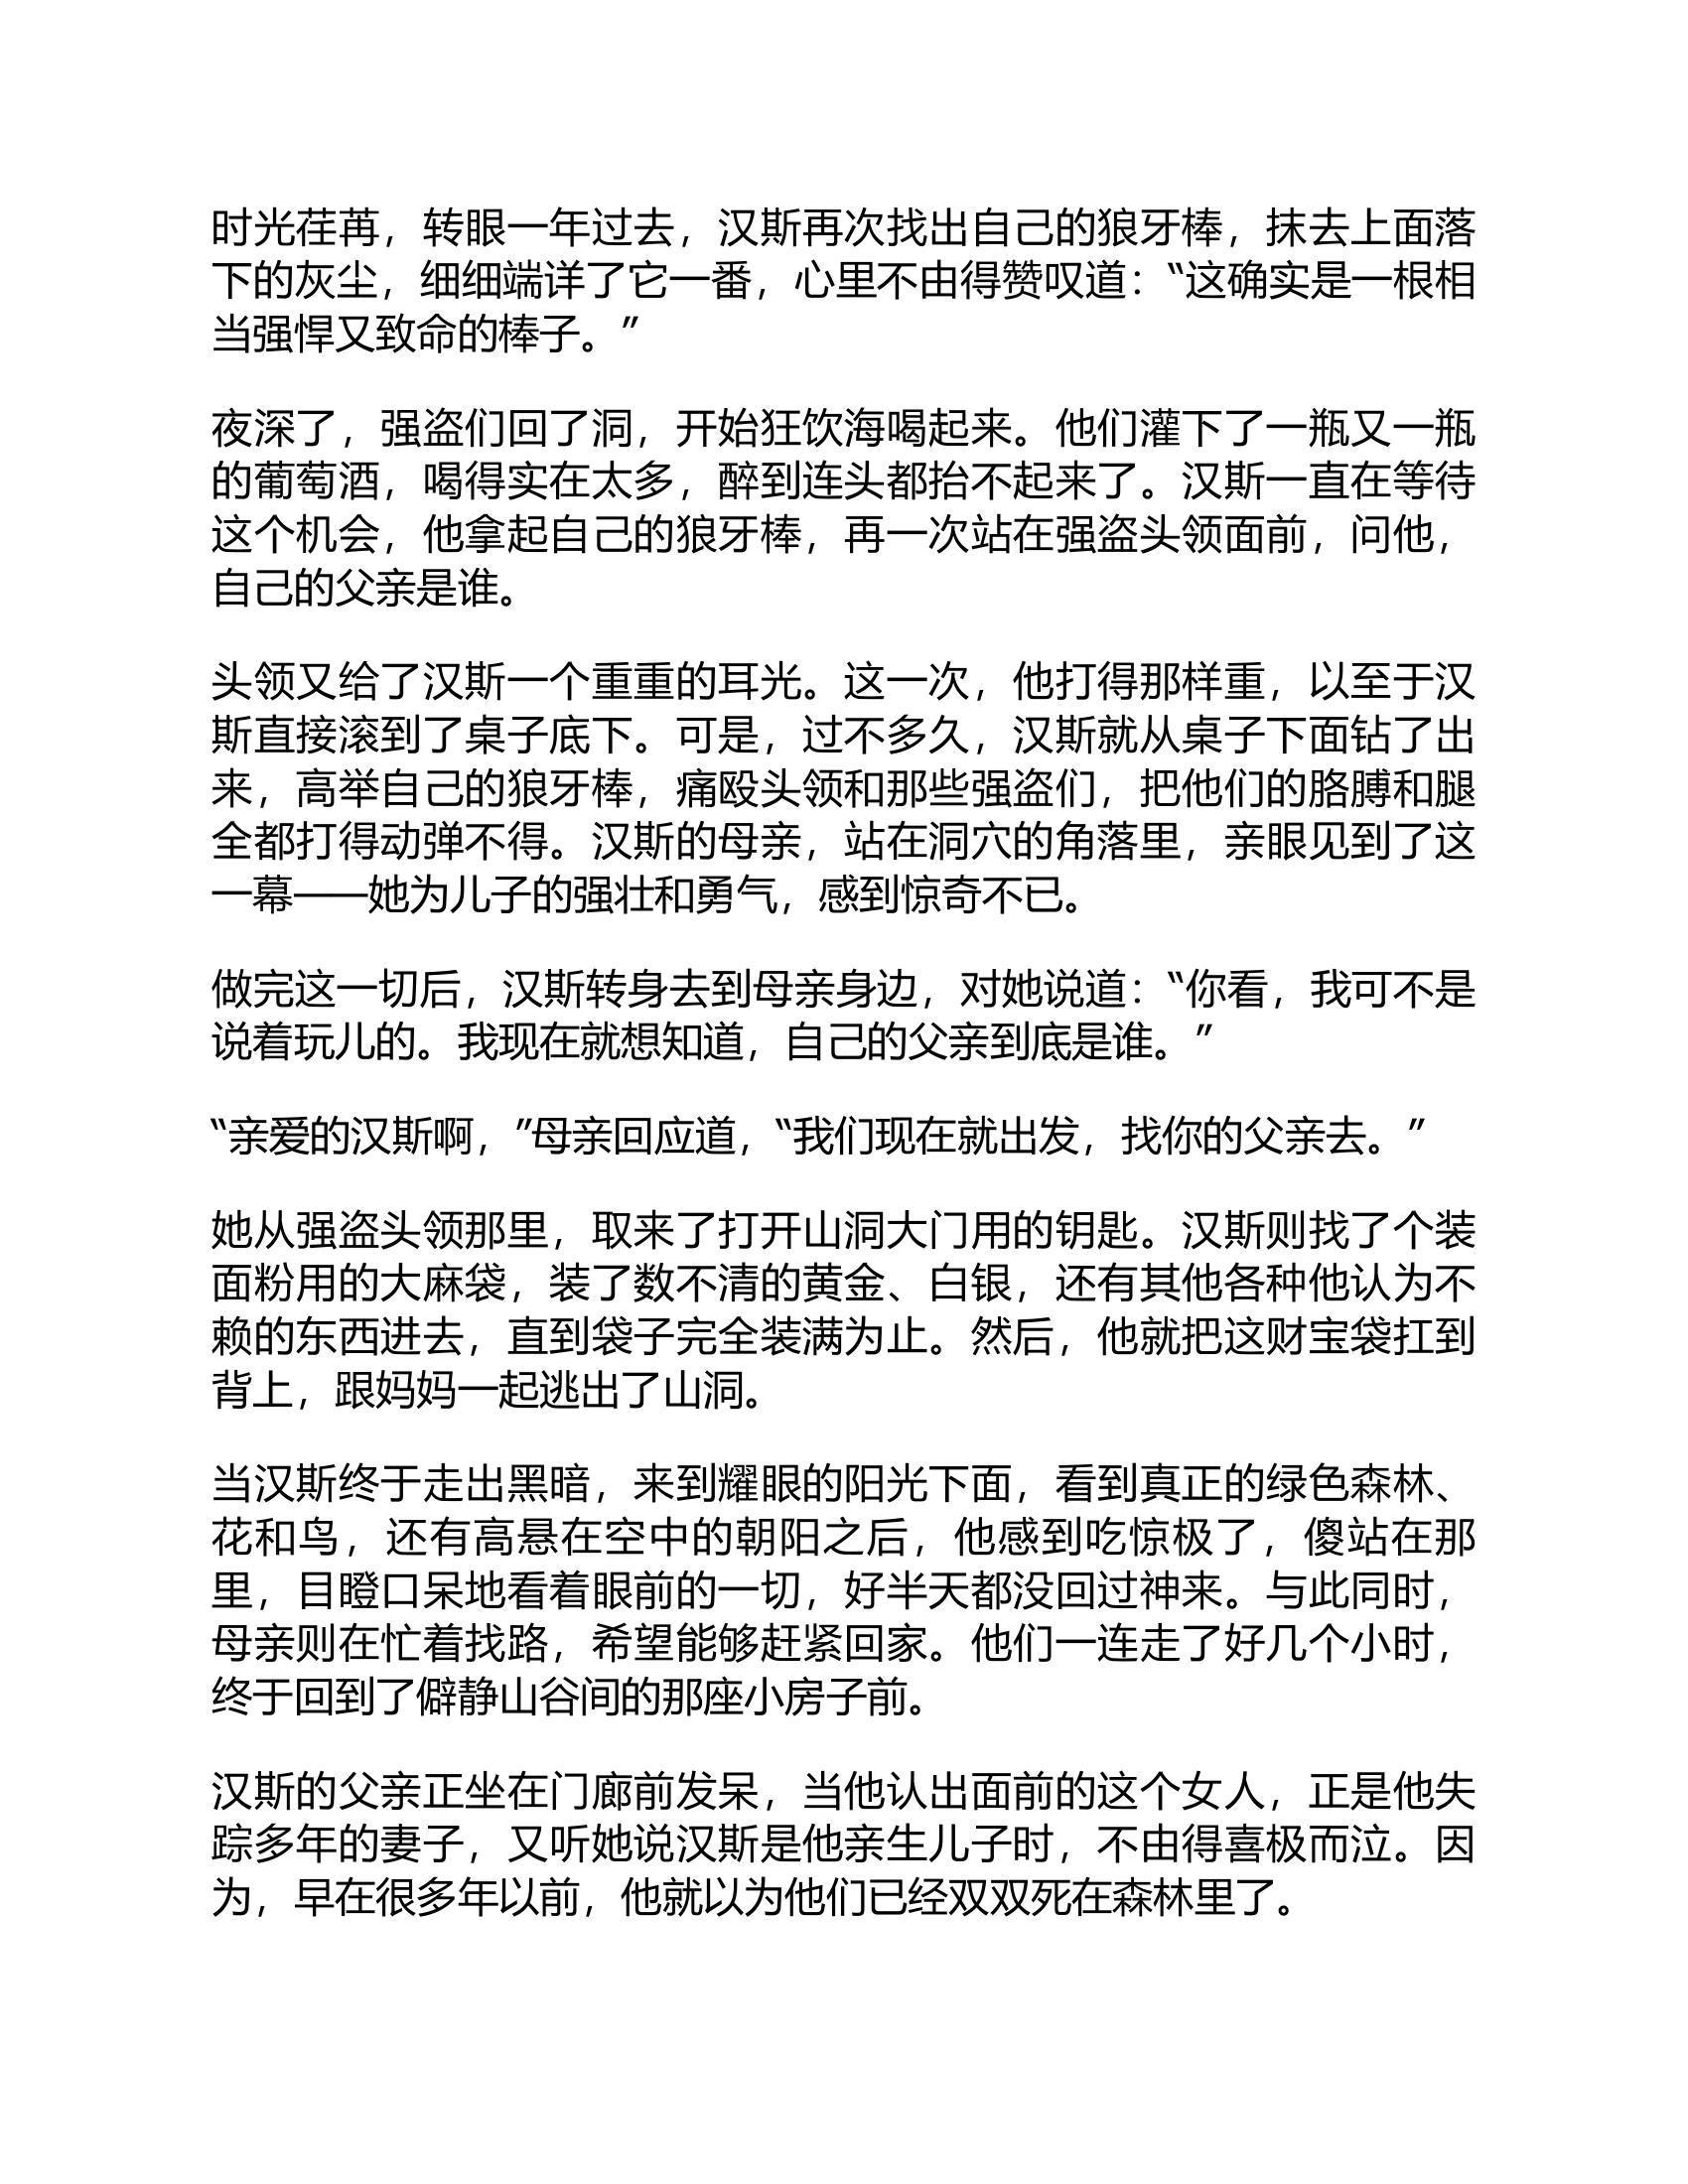 时光荏苒，转眼一年过去，汉斯再次找出自己的狼牙棒，抹去上面落
下的灰尘，细细端详了它一番，心里不由得赞叹道：“这确实是一根相
当强悍又致命的棒子。”
夜深了，强盗们回了洞，开始狂饮海喝起来。他们灌下了一瓶又一瓶
的葡萄酒，喝得实在太多，醉到连头都抬不起来了。汉斯一直在等待
这个机会，他拿起自己的狼牙棒，再一次站在强盗头领面前，问他，
自己的父亲是谁。
头领又给了汉斯一个重重的耳光。这一次，他打得那样重，以至于汉
斯直接滚到了桌子底下。可是，过不多久，汉斯就从桌子下面钻了出
来，高举自己的狼牙棒，痛殴头领和那些强盗们，把他们的胳膊和腿
全都打得动弹不得。汉斯的母亲，站在洞穴的角落里，亲眼见到了这
一幕——她为儿子的强壮和勇气，感到惊奇不已。
做完这一切后，汉斯转身去到母亲身边，对她说道：“你看，我可不是
说着玩儿的。我现在就想知道，自己的父亲到底是谁。”
“亲爱的汉斯啊，”母亲回应道，“我们现在就出发，找你的父亲去。”
她从强盗头领那里，取来了打开山洞大门用的钥匙。汉斯则找了个装
面粉用的大麻袋，装了数不清的黄金、白银，还有其他各种他认为不
赖的东西进去，直到袋子完全装满为止。然后，他就把这财宝袋扛到
背上，跟妈妈一起逃出了山洞。
当汉斯终于走出黑暗，来到耀眼的阳光下面，看到真正的绿色森林、
花和鸟，还有高悬在空中的朝阳之后，他感到吃惊极了，傻站在那
里，目瞪口呆地看着眼前的一切，好半天都没回过神来。与此同时，
母亲则在忙着找路，希望能够赶紧回家。他们一连走了好几个小时，
终于回到了僻静山谷间的那座小房子前。
汉斯的父亲正坐在门廊前发呆，当他认出面前的这个女人，正是他失
踪多年的妻子，又听她说汉斯是他亲生儿子时，不由得喜极而泣。因
为，早在很多年以前，他就以为他们已经双双死在森林里了。